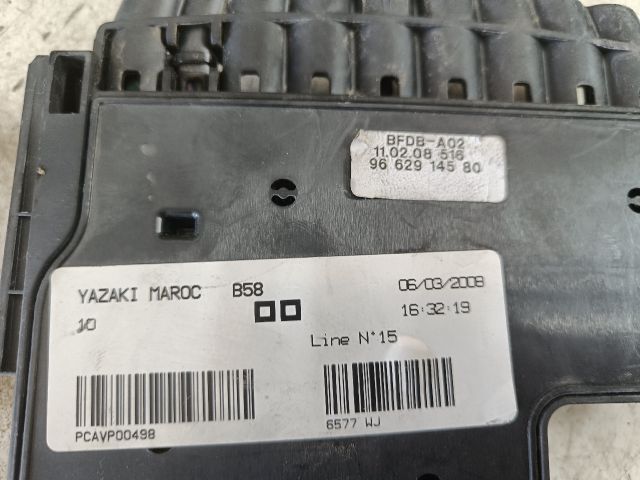 BFDB-A02
11.02.08 516
96 629 145 80
YAZAKI MAROC B58 06/03/2008
10 16:32:19
Line N°15
PCAVP00498 6577 WJ